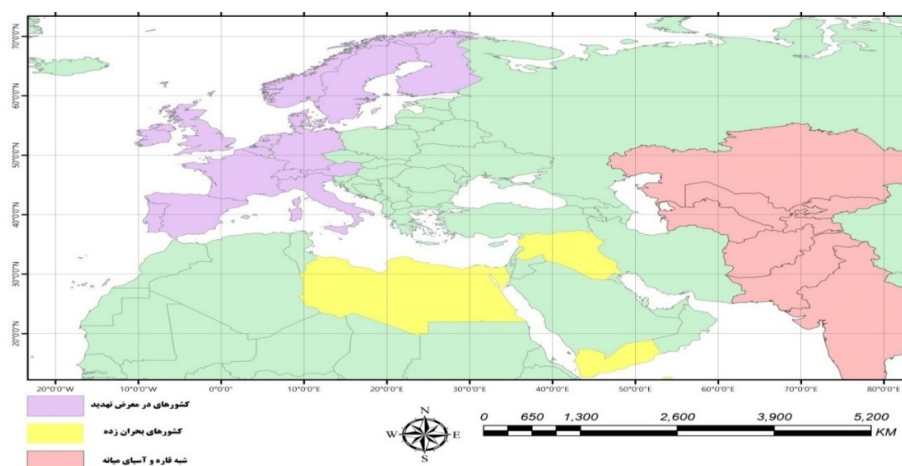 70°0'0"N
60°0'0"N
50°0'0"N
40°0'0"N
30°0'0"N
20°0'0"N
20°0'0"W 10°0'0"W 0°0'0" 10°0'0"E 20°0'0"E 30°0'0"E 40°0'0"E 50°0'0"E 60°0'0"E 70°0'0"E 80°0'0"E
کشورهای در معرض تهدید
کشورهای بحران زده
شبه قاره و آسیای میانه
N
W E
S
0 650 1,300 2,600 3,900 5,200
KM